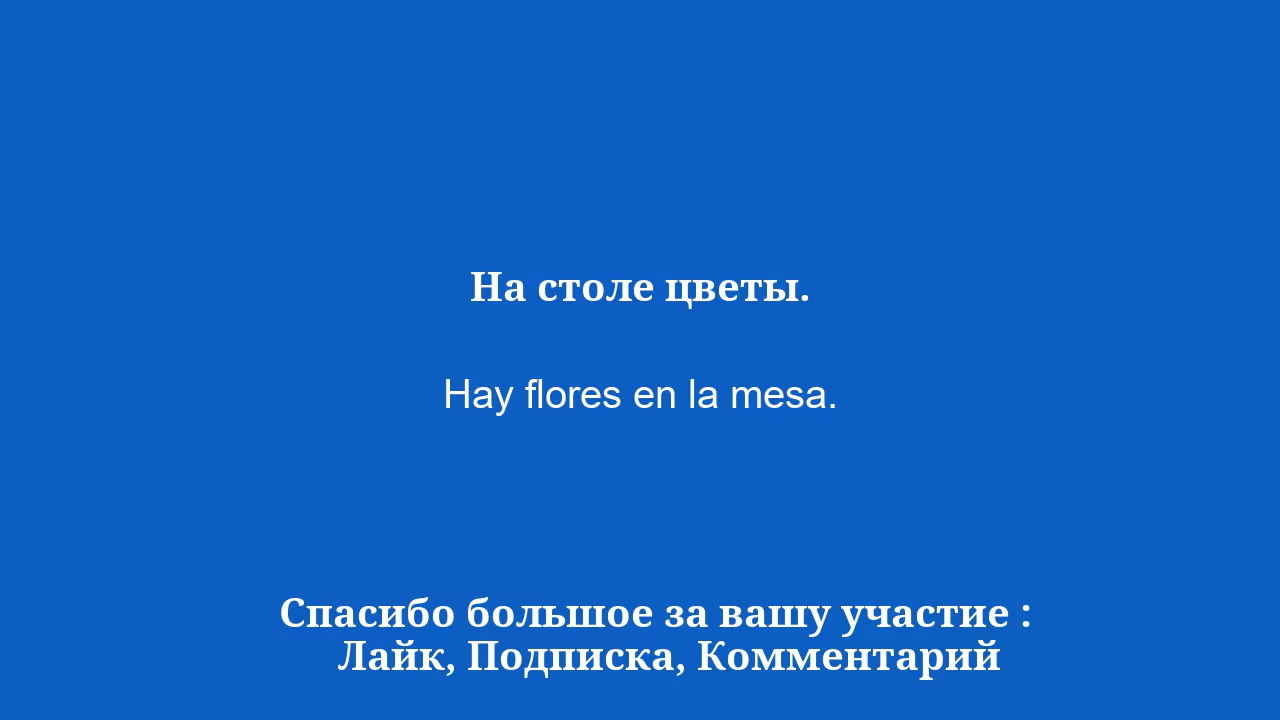 На столе цветы.
Hay flores en la mesa.
Спасибо большое за вашу участие :
Лайк, Подписка, Комментарий